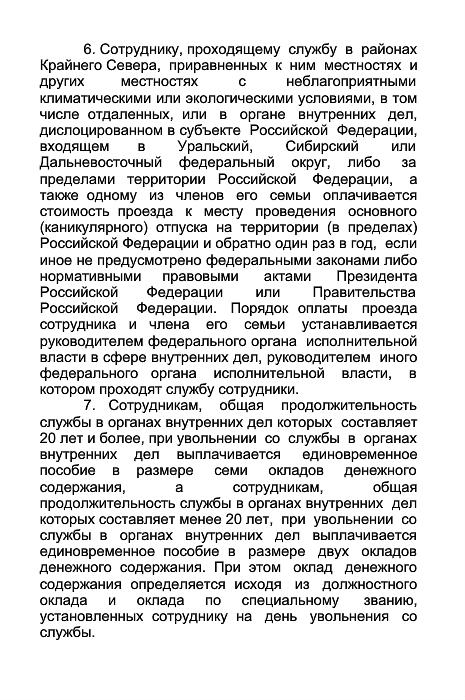 6. Сотруднику, проходящему службу в районах
Крайнего Севера, приравненных к ним местностях и
других местностях с неблагоприятными
климатическими или экологическими условиями, в том
числе отдаленных, или в органе внутренних дел,
дислоцированном в субъекте Российской Федерации,
входящем в Уральский, Сибирский или
Дальневосточный федеральный округ, либо за
пределами территории Российской Федерации, а
также одному из членов его семьи оплачивается
стоимость проезда к месту проведения основного
(каникулярного) отпуска на территории (в пределах)
Российской Федерации и обратно один раз в год, если
иное не предусмотрено федеральными законами либо
нормативными правовыми актами Президента
Российской Федерации или Правительства
Российской Федерации. Порядок оплаты проезда
сотрудника и члена его семьи устанавливается
руководителем федерального органа исполнительной
власти в сфере внутренних дел, руководителем иного
федерального органа исполнительной власти, в
котором проходят службу сотрудники.
7. Сотрудникам, общая продолжительность
службы в органах внутренних дел которых составляет
20 лет и более, при увольнении со службы в органах
внутренних дел выплачивается единовременное
пособие в размере семи окладов денежного
содержания, а сотрудникам, общая
продолжительность службы в органах внутренних дел
которых составляет менее 20 лет, при увольнении со
службы в органах внутренних дел выплачивается
единовременное пособие в размере двух окладов
денежного содержания. При этом оклад денежного
содержания определяется исходя из должностного
оклада и оклада по специальному званию,
установленных сотруднику на день увольнения со
службы.